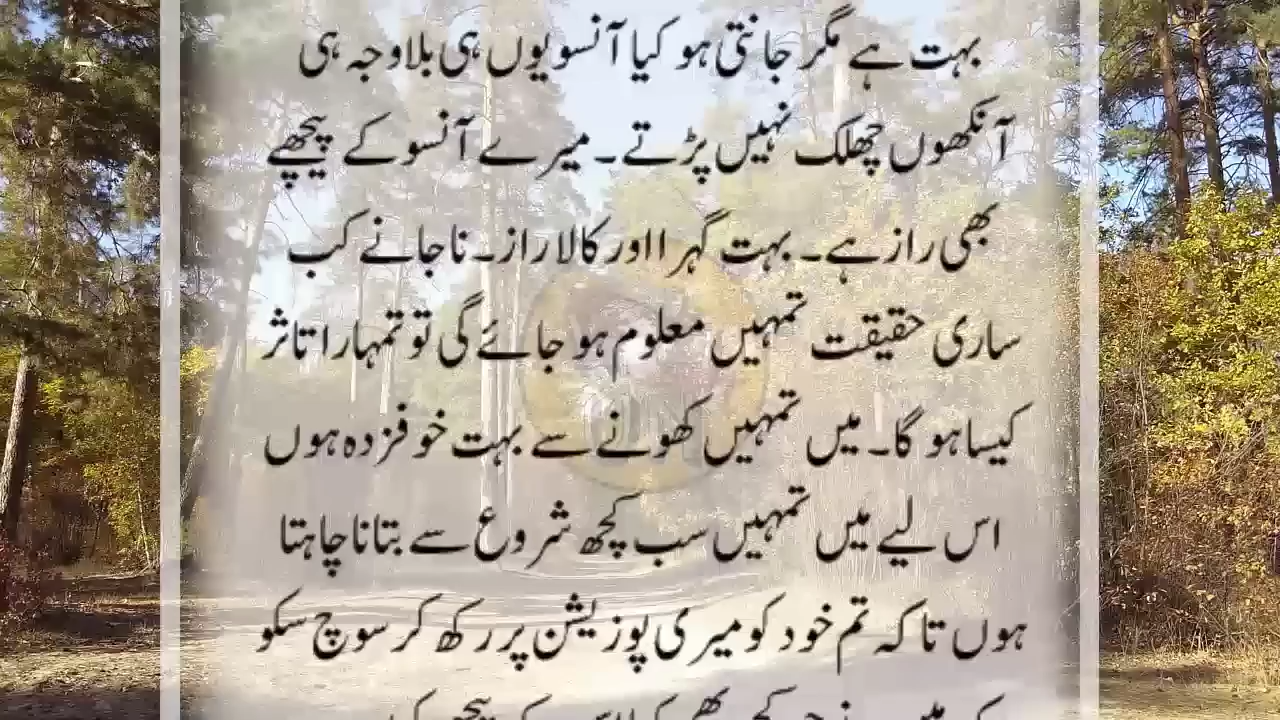 بہت ہے مگر جانتی ہو کیا آنسو یوں ہی بلاوجہ ہی
آنکھوں چھلک نہیں پڑتے۔ میرے آنسو کے پیچھے
بھی راز ہے۔ بہت گہرا اور کالا راز۔ ناجانے کب
ساری حقیقت تمہیں معلوم ہو جائے گی تو تمہارا تاثر
کیسا ہو گا۔ میں تمہیں کھونے سے بہت خوفزدہ ہوں
اس لیے میں تمہیں سب کچھ شروع سے بتانا چاہتا
ہوں تاکہ تم خود کو میری پوزیشن پر رکھ کر سوچ سکو